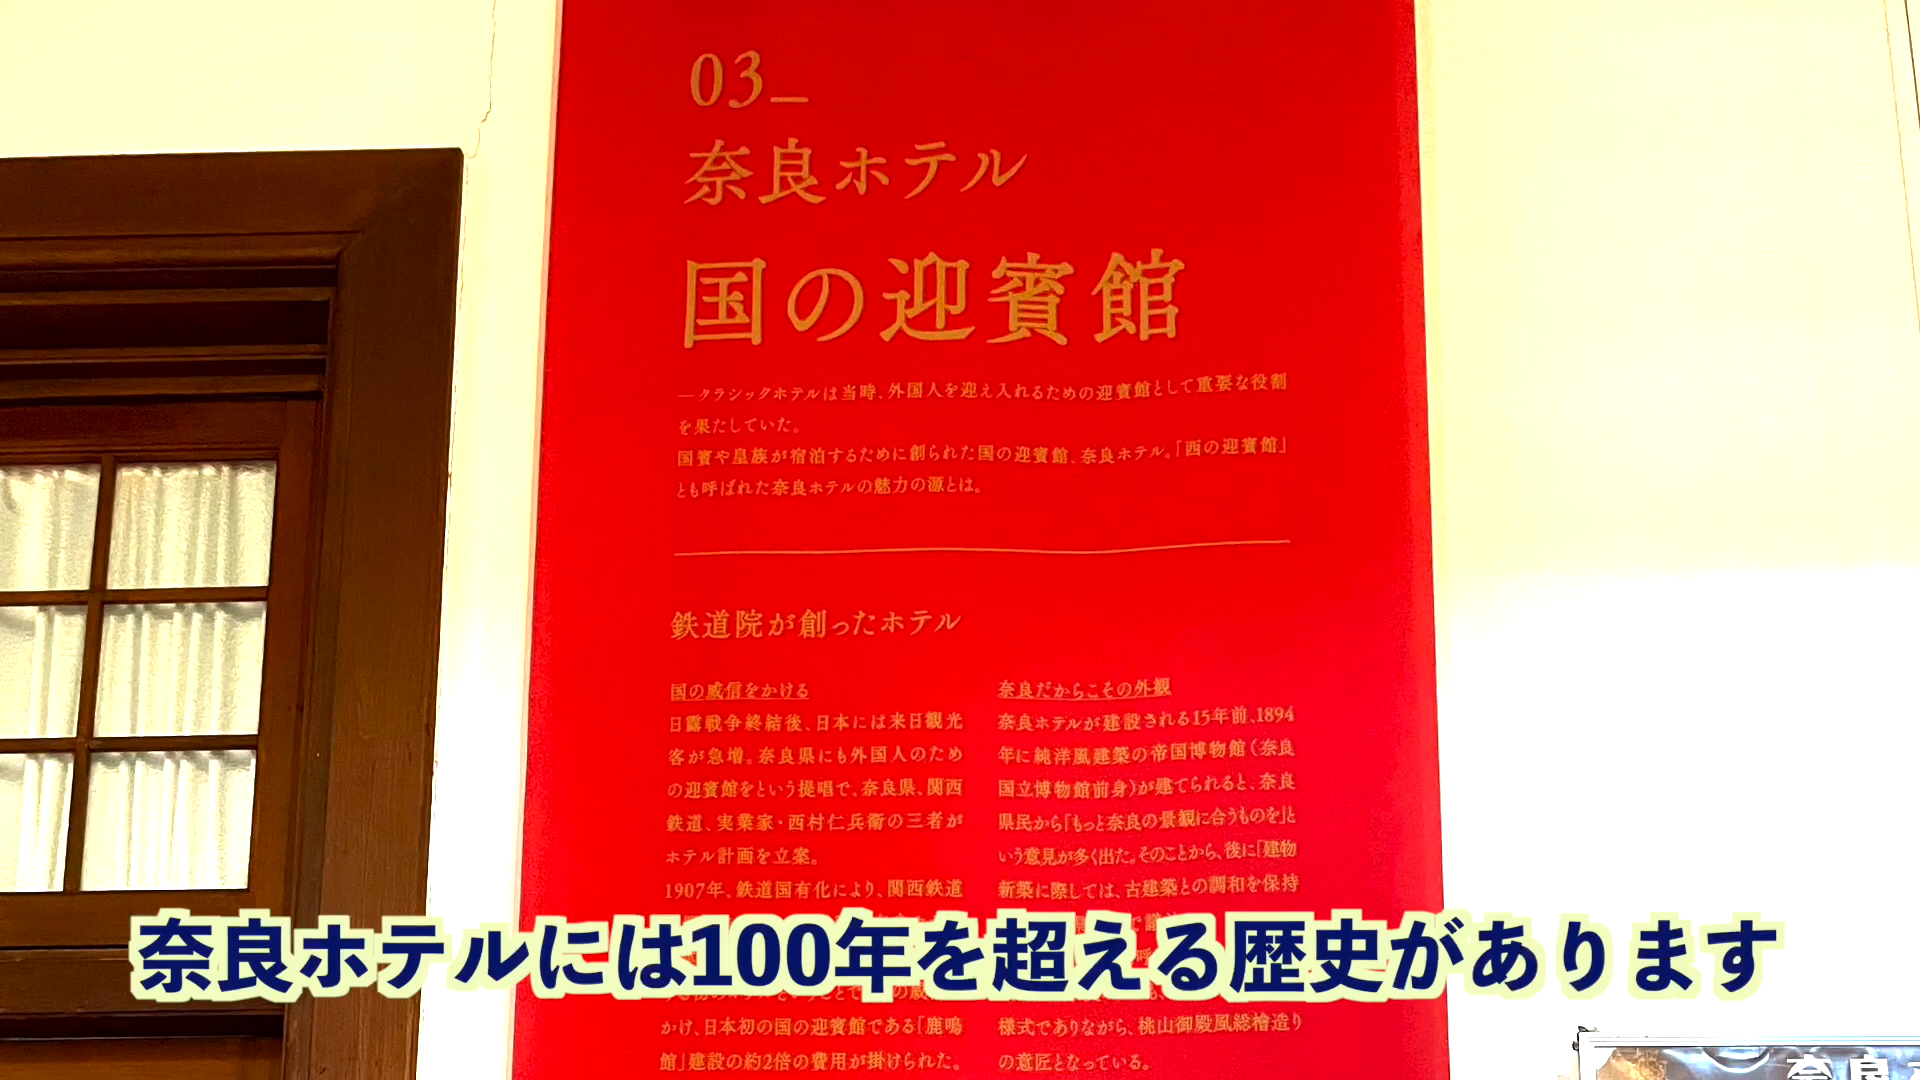 03_
奈良ホテル
国の迎賓館
―クラシックホテルは当時、外国人を迎え入れるための迎賓館として重要な役割
を果たしていた。
国賓や皇族が宿泊するために創られた国の迎賓館、奈良ホテル。「西の迎賓館」
とも呼ばれた奈良ホテルの魅力の源とは。
鉄道院が創ったホテル
国の威信をかける
日露戦争終結後、日本には来日観光
客が急増。奈良県にも外国人のため
の迎賓館をという提唱で、奈良県、関西
鉄道、実業家・西村仁兵衛の三者が
ホテル計画を立案。
1907年、鉄道国有化により、関西鉄道
かけ、日本初の国の迎賓館である「鹿鳴
館」建設の約2倍の費用が掛けられた。
奈良だからこその外観
奈良ホテルが建設される15年前、1894
年に純洋風建築の帝国博物館（奈良
国立博物館前身）が建てられると、奈良
県民から「もっと奈良の景観に合うものを」と
いう意見が多く出た。そのことから、後に「建物
新築に際しては、古建築との調和を保持
様式でありながら、桃山御殿風総檜造り
の意匠となっている。
奈良ホテルには100年を超える歴史があります
奈良